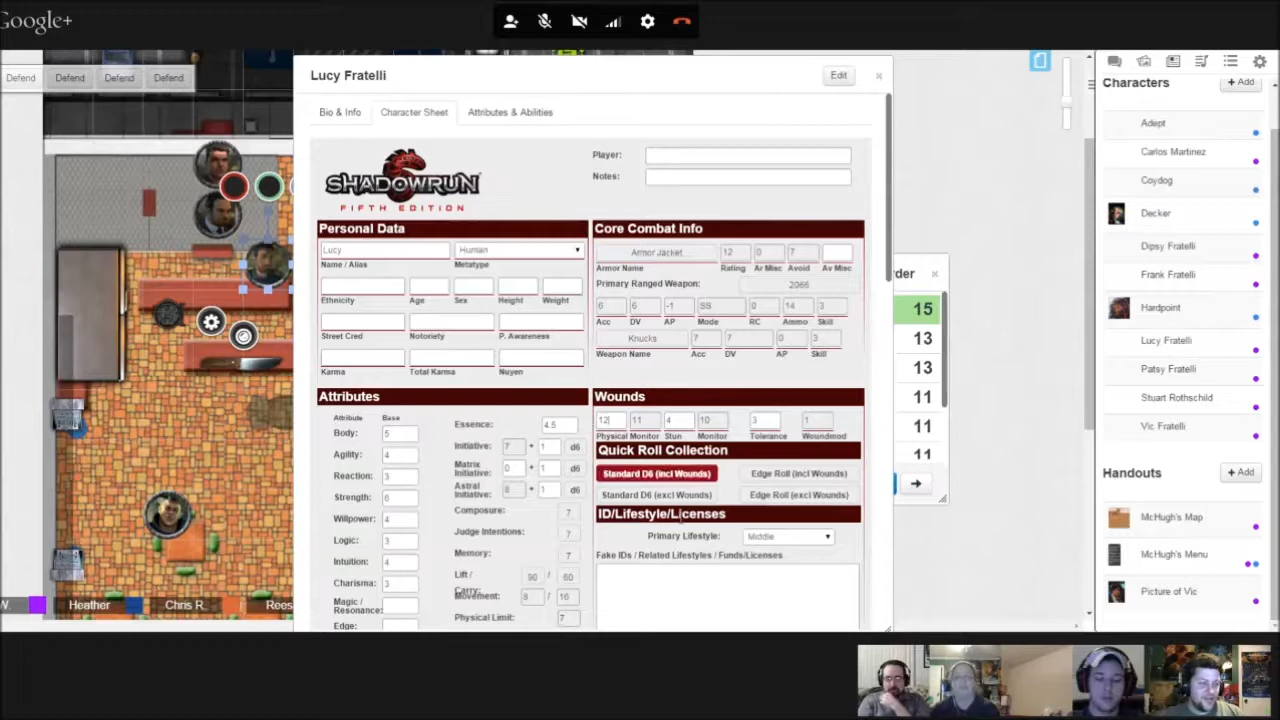 Google+
Defend Defend Defend Defend
Lucy Fratelli Edit ×
Bio & Info Character Sheet Attributes & Abilities
Player:
Notes:
SHADOWRUN
FIFTH EDITION
Personal Data
Lucy Human
Name / Alias Metatype
Ethnicity Age Sex Height Weight
Street Cred Notoriety P. Awareness
Karma Total Karma Nuyen
Core Combat Info
Armor Jacket 12 0 7
Armor Name Rating Ar Misc Avoid Av Misc
Primary Ranged Weapon: 2066
6 6 -1 SS 0 14 3
Acc DV AP Mode RC Ammo Skill
Knucks 7 7 0 3
Weapon Name Acc DV AP Skill
Attributes
Attribute Base
Body: 5
Agility: 4
Reaction: 3
Strength: 6
Willpower: 4
Logic: 3
Intuition: 4
Charisma: 3
Magic /
Resonance:
Edge:
Essence: 4.5
Initiative: 7 + 1 d6
Matrix
Initiative: 0 + 1 d6
Astral
Initiative: 8 + 1 d6
Composure: 7
Judge Intentions: 7
Memory: 7
Lift /
Carry: 90 / 60
Movement: 8 / 16
Physical Limit: 7
Wounds
12 11 4 10 3 1
Physical Monitor Stun Monitor Tolerance Woundmod
Quick Roll Collection
Standard D6 (incl Wounds) Edge Roll (incl Wounds)
Standard D6 (excl Wounds) Edge Roll (excl Wounds)
ID/Lifestyle/Licenses
Primary Lifestyle: Middle
Fake IDs / Related Lifestyles / Funds/Licenses
rder ×
15
13
13
11
11
11
Characters + Add
Adept
Carlos Martinez
Coydog
Decker
Dipsy Fratelli
Frank Fratelli
Hardpoint
Lucy Fratelli
Patsy Fratelli
Stuart Rothschild
Vic Fratelli
Handouts + Add
McHugh's Map
McHugh's Menu
Picture of Vic
W. Heather Chris R. Rees